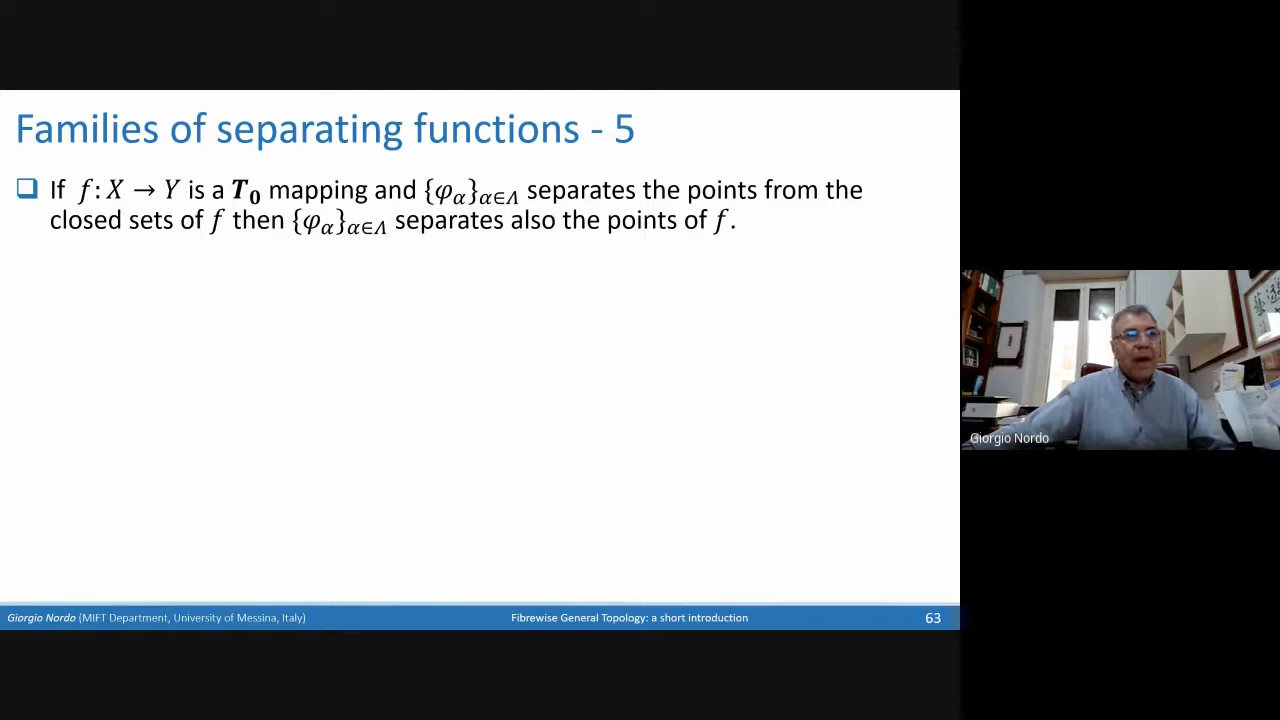 Families of separating functions - 5
❑ If f: X → Y is a T₀ mapping and {φ_α}_{α∈Λ} separates the points from the
closed sets of f then {φ_α}_{α∈Λ} separates also the points of f.
Giorgio Nordo
Giorgio Nordo (MIFT Department, University of Messina, Italy) Fibrewise General Topology: a short introduction 63